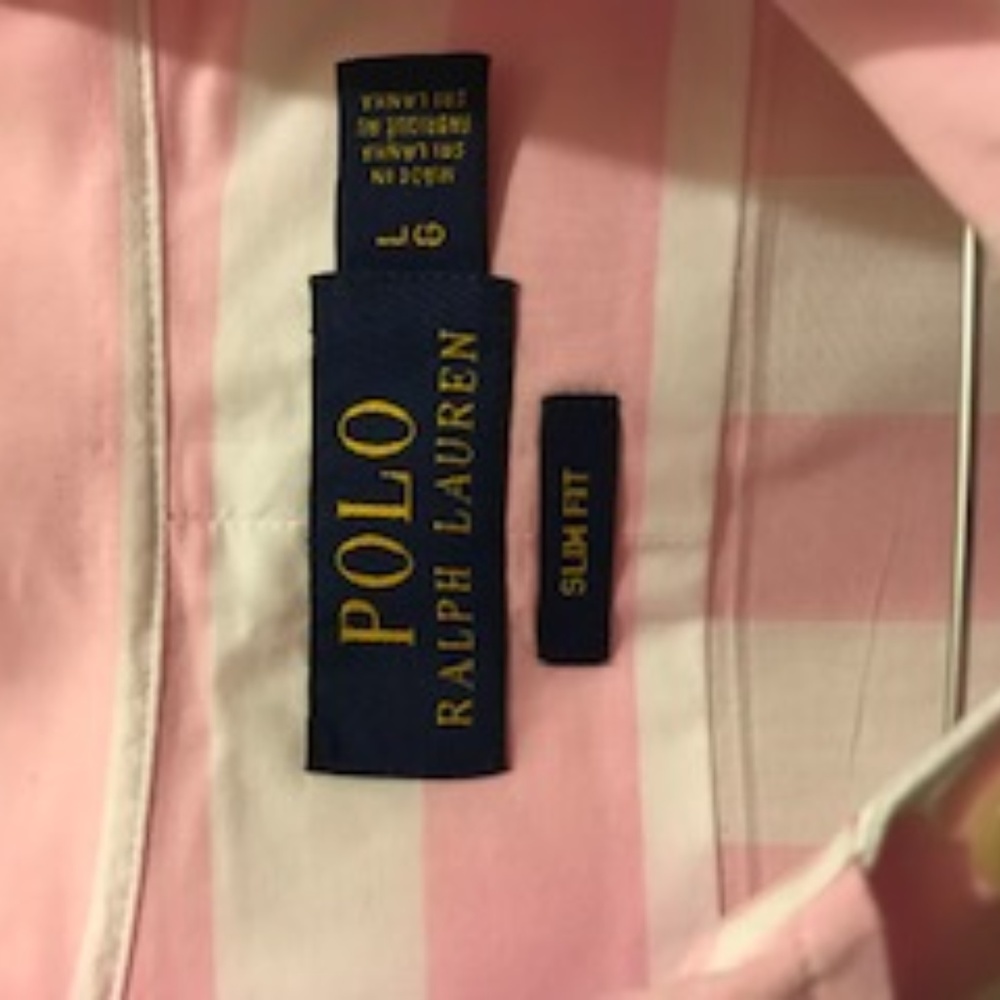 POLO
RALPH LAUREN
SLIM FIT
L
G
MADE IN
SRI LANKA
FABRIQUÉ AU
SRI LANKA